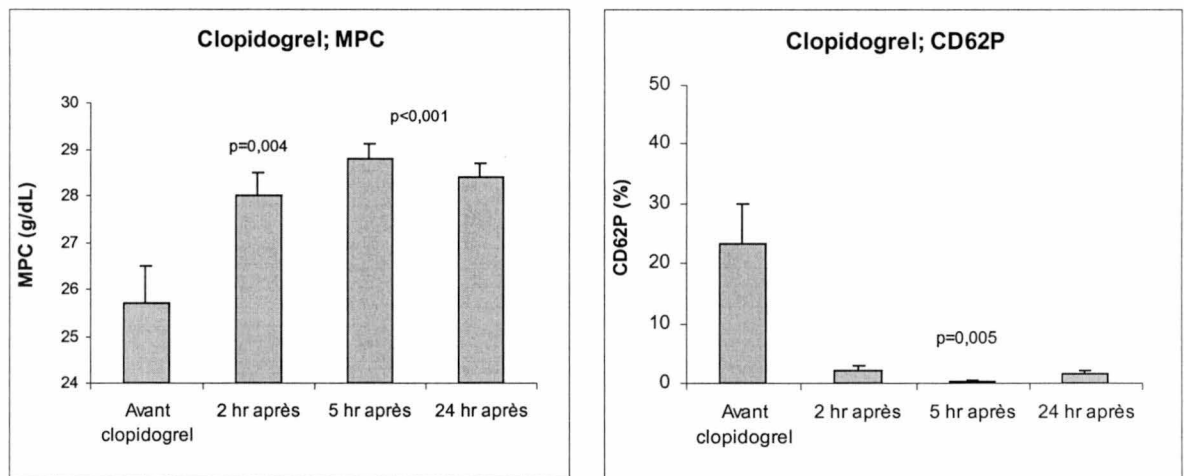 Clopidogrel; MPC
MPC (g/dL)
30
29
28
27
26
25
24
p=0,004
p<0,001
Avant clopidogrel
2 hr après
5 hr après
24 hr après
Clopidogrel; CD62P
CD62P (%)
50
40
30
20
10
0
p=0,005
Avant clopidogrel
2 hr après
5 hr après
24 hr après